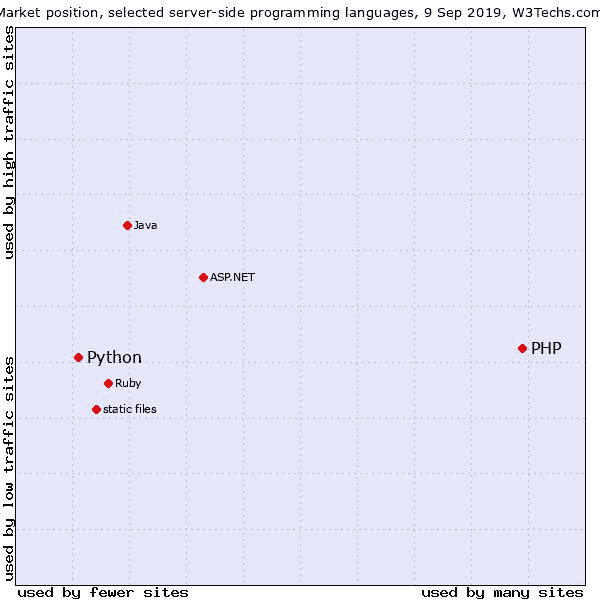 Market position, selected server-side programming languages, 9 Sep 2019, W3Techs.com
used by high traffic sites
Java
ASP.NET
PHP
Python
Ruby
static files
used by low traffic sites
used by fewer sites
used by many sites